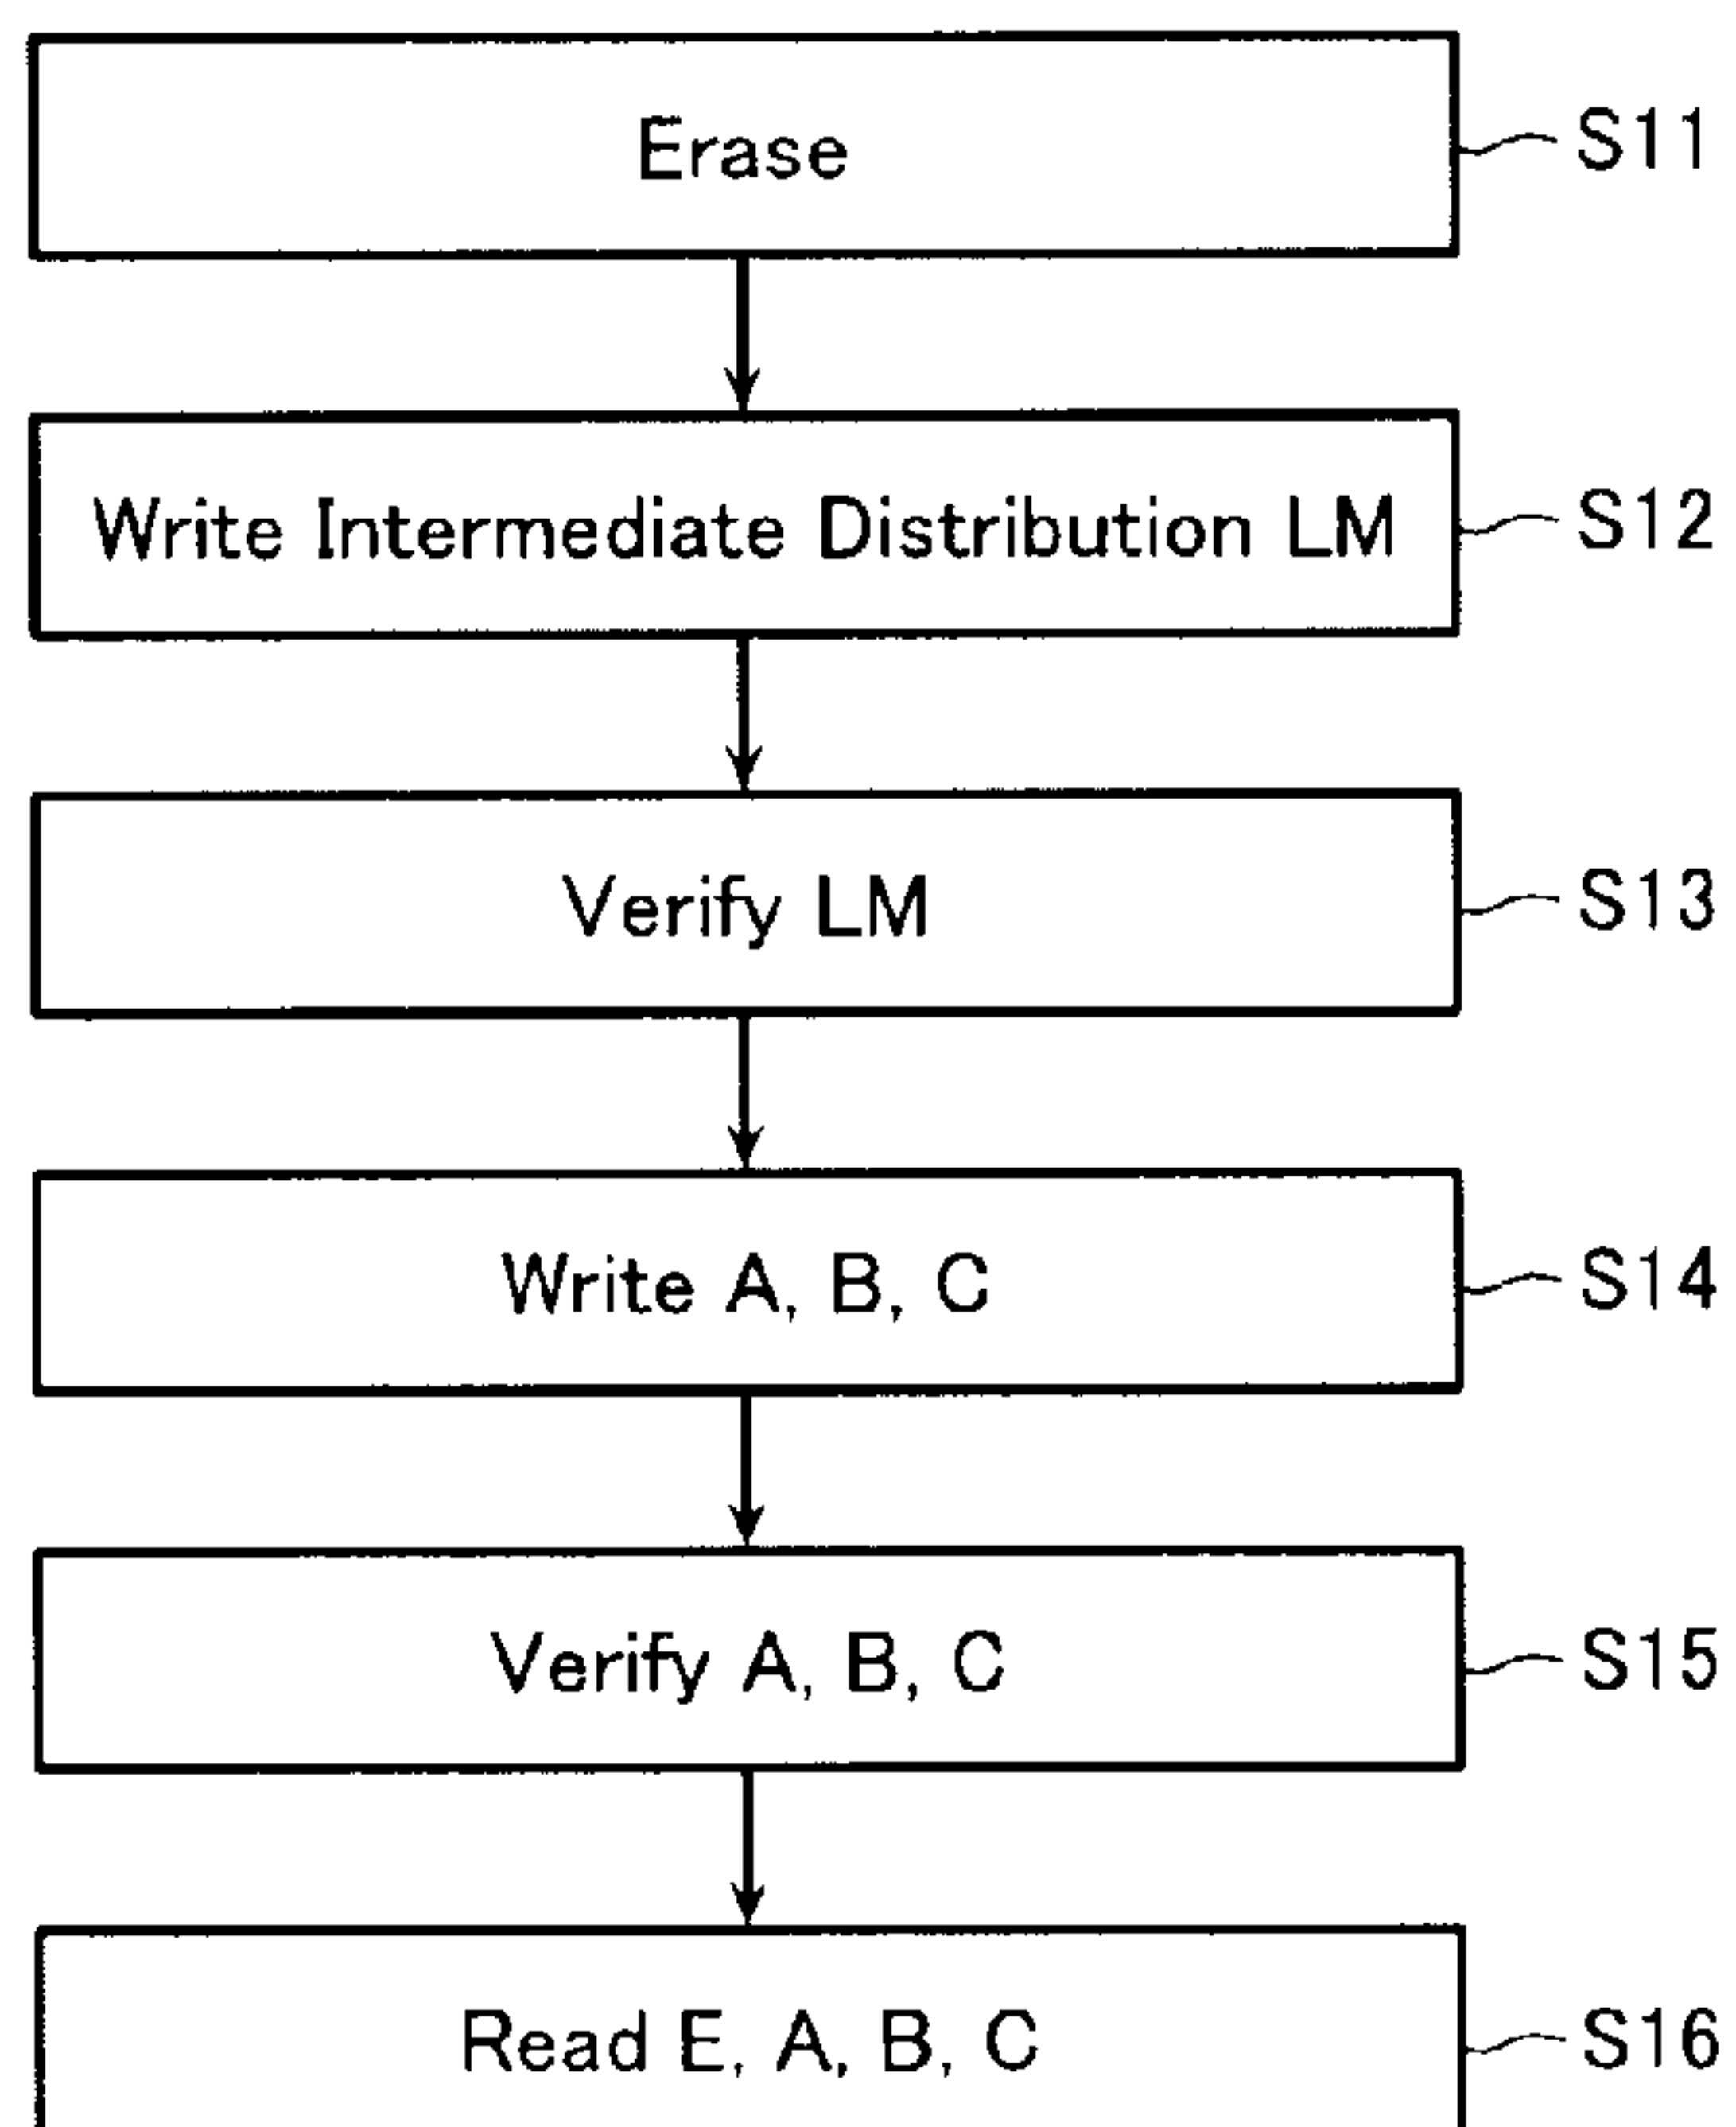 Erase S11
Write Intermediate Distribution LM S12
Verify LM S13
Write A, B, C S14
Verify A, B, C S15
Read E, A, B, C S16